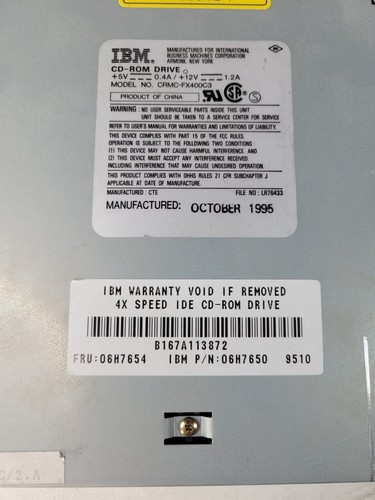 IBM
MANUFACTURED FOR INTERNATIONAL
BUSINESS MACHINES CORPORATION
ARMONK, NEW YORK
CD-ROM DRIVE
+5V 0.4A / +12V 1.2A
MODEL NO. CRMC-FX400C3
PRODUCT OF CHINA
WARNING : NO USER SERVICEABLE PARTS INSIDE THIS UNIT
UNIT SHOULD BE TAKEN TO A SERVICE CENTER FOR SERVICING
REFER TO USER'S MANUAL FOR WARRANTIES AND LIMITATIONS OF LIABILITY.
THIS DEVICE COMPLIES WITH PART 15 OF THE FCC RULES.
OPERATION IS SUBJECT TO THE FOLLOWING TWO CONDITIONS :
(1) THIS DEVICE MAY NOT CAUSE HARMFUL INTERFERENCE, AND
(2) THIS DEVICE MUST ACCEPT ANY INTERFERENCE RECEIVED,
INCLUDING INTERFERENCE THAT MAY CAUSE UNDESIRED OPERATION.
THIS PRODUCT COMPLIES WITH DHHS RULES 21 CFR SUBCHAPTER J
APPLICABLE AT DATE OF MANUFACTURE.
MANUFACTURED : CTE FILE NO : LR76433
MANUFACTURED: OCTOBER 1995
IBM WARRANTY VOID IF REMOVED
4X SPEED IDE CD-ROM DRIVE
B167A113872
FRU:06H7654 IBM P/N:06H7650 9510
C/2.A